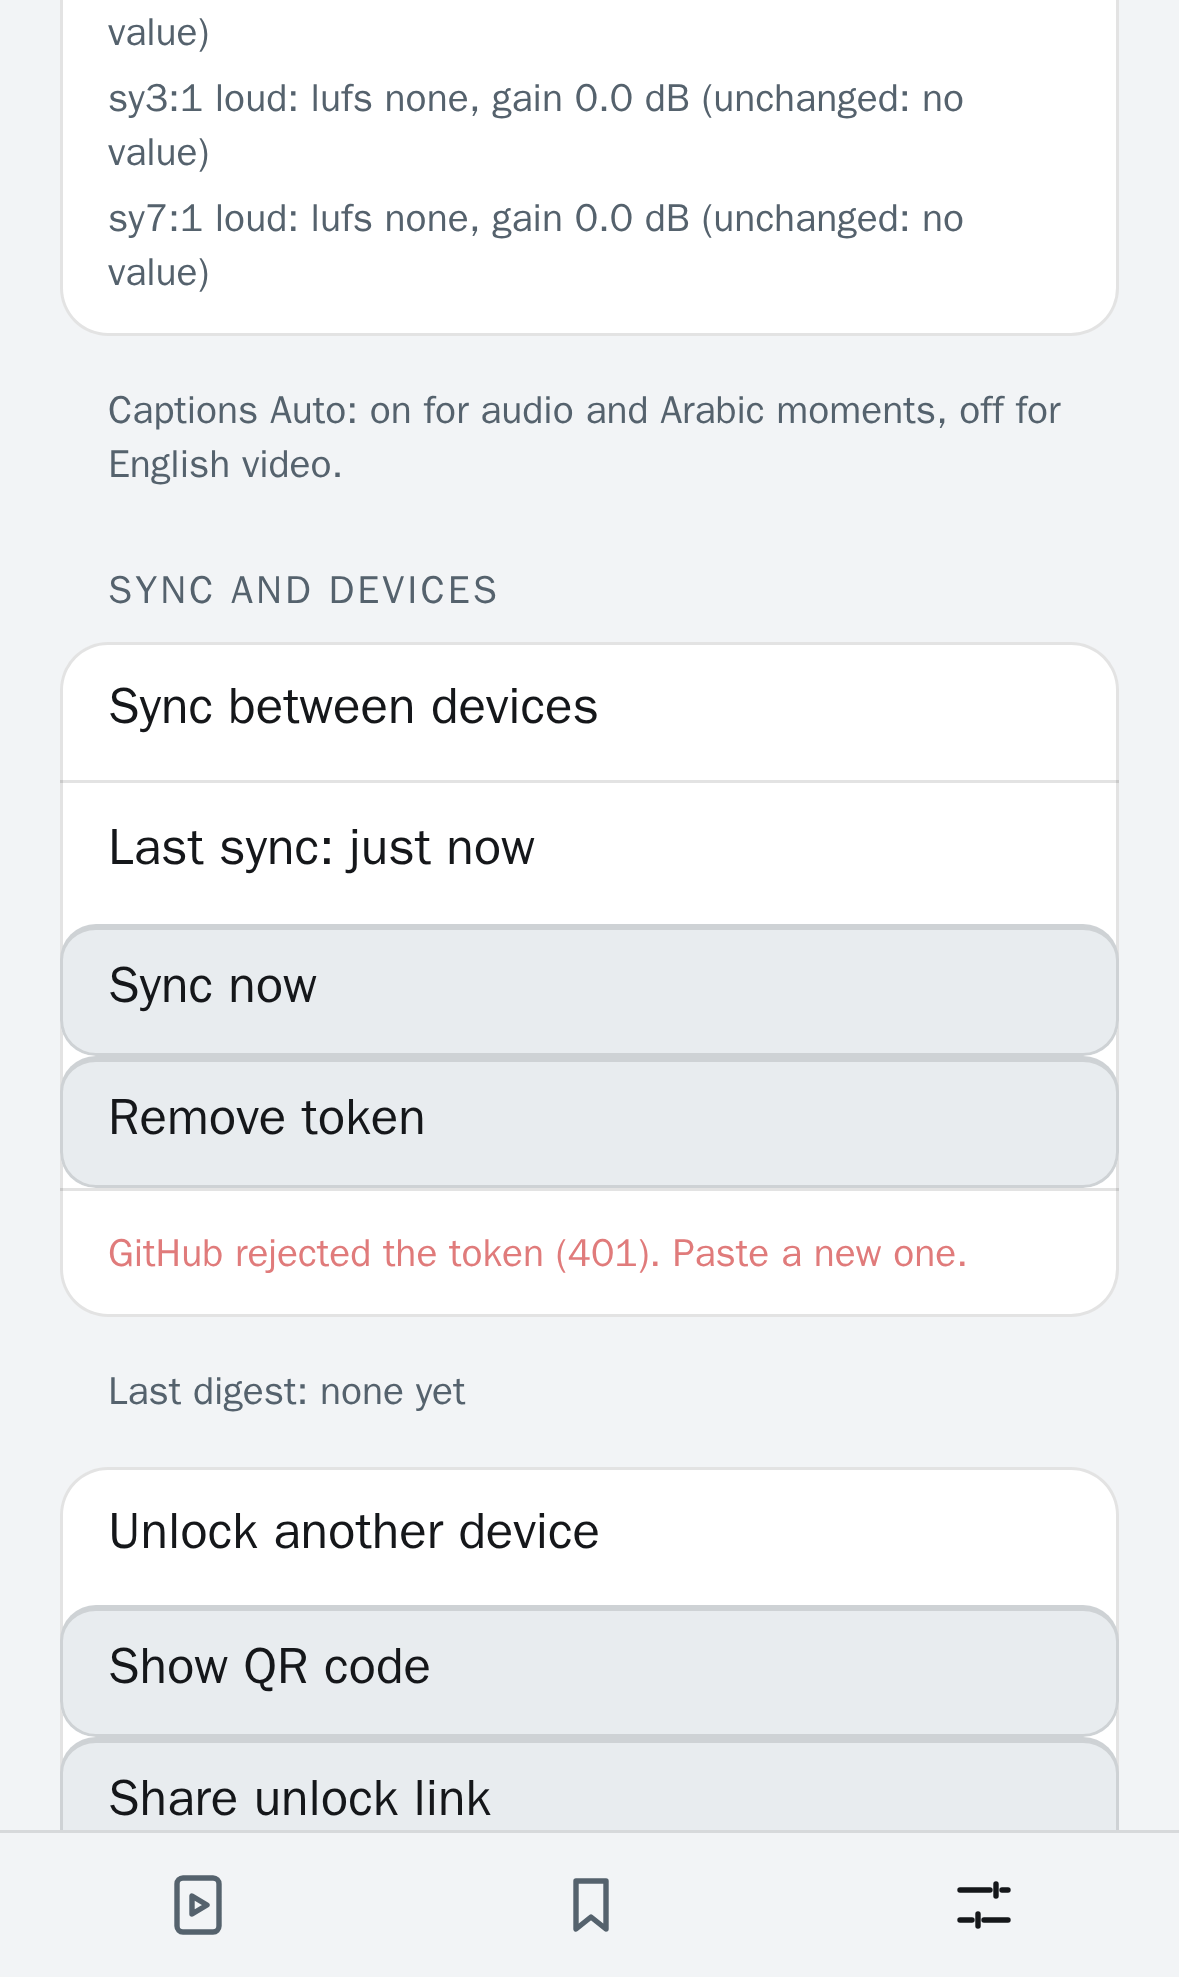 value)
sy3:1 loud: lufs none, gain 0.0 dB (unchanged: no
value)
sy7:1 loud: lufs none, gain 0.0 dB (unchanged: no
value)
Captions Auto: on for audio and Arabic moments, off for
English video.
SYNC AND DEVICES
Sync between devices
Last sync: just now
Sync now
Remove token
GitHub rejected the token (401). Paste a new one.
Last digest: none yet
Unlock another device
Show QR code
Share unlock link